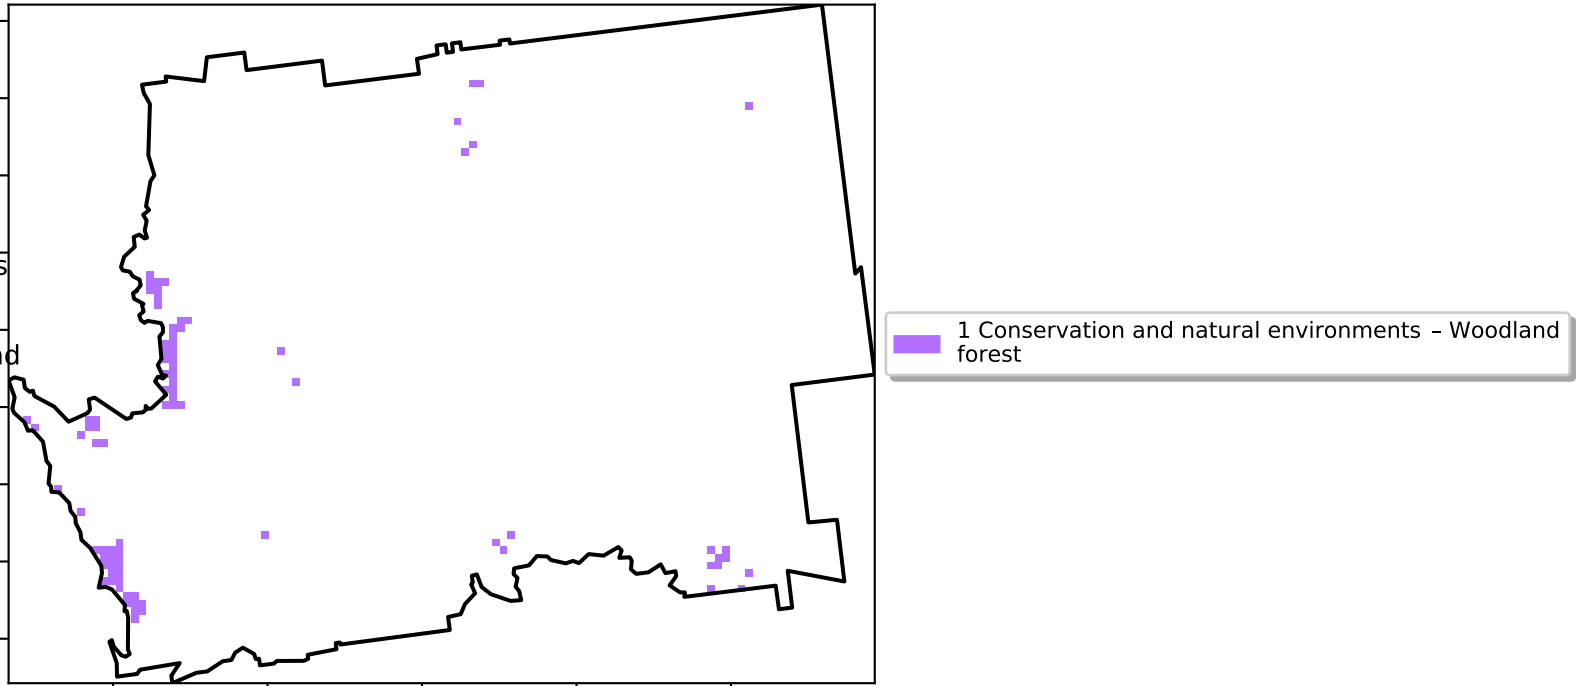 1 Conservation and natural environments – Woodland
forest